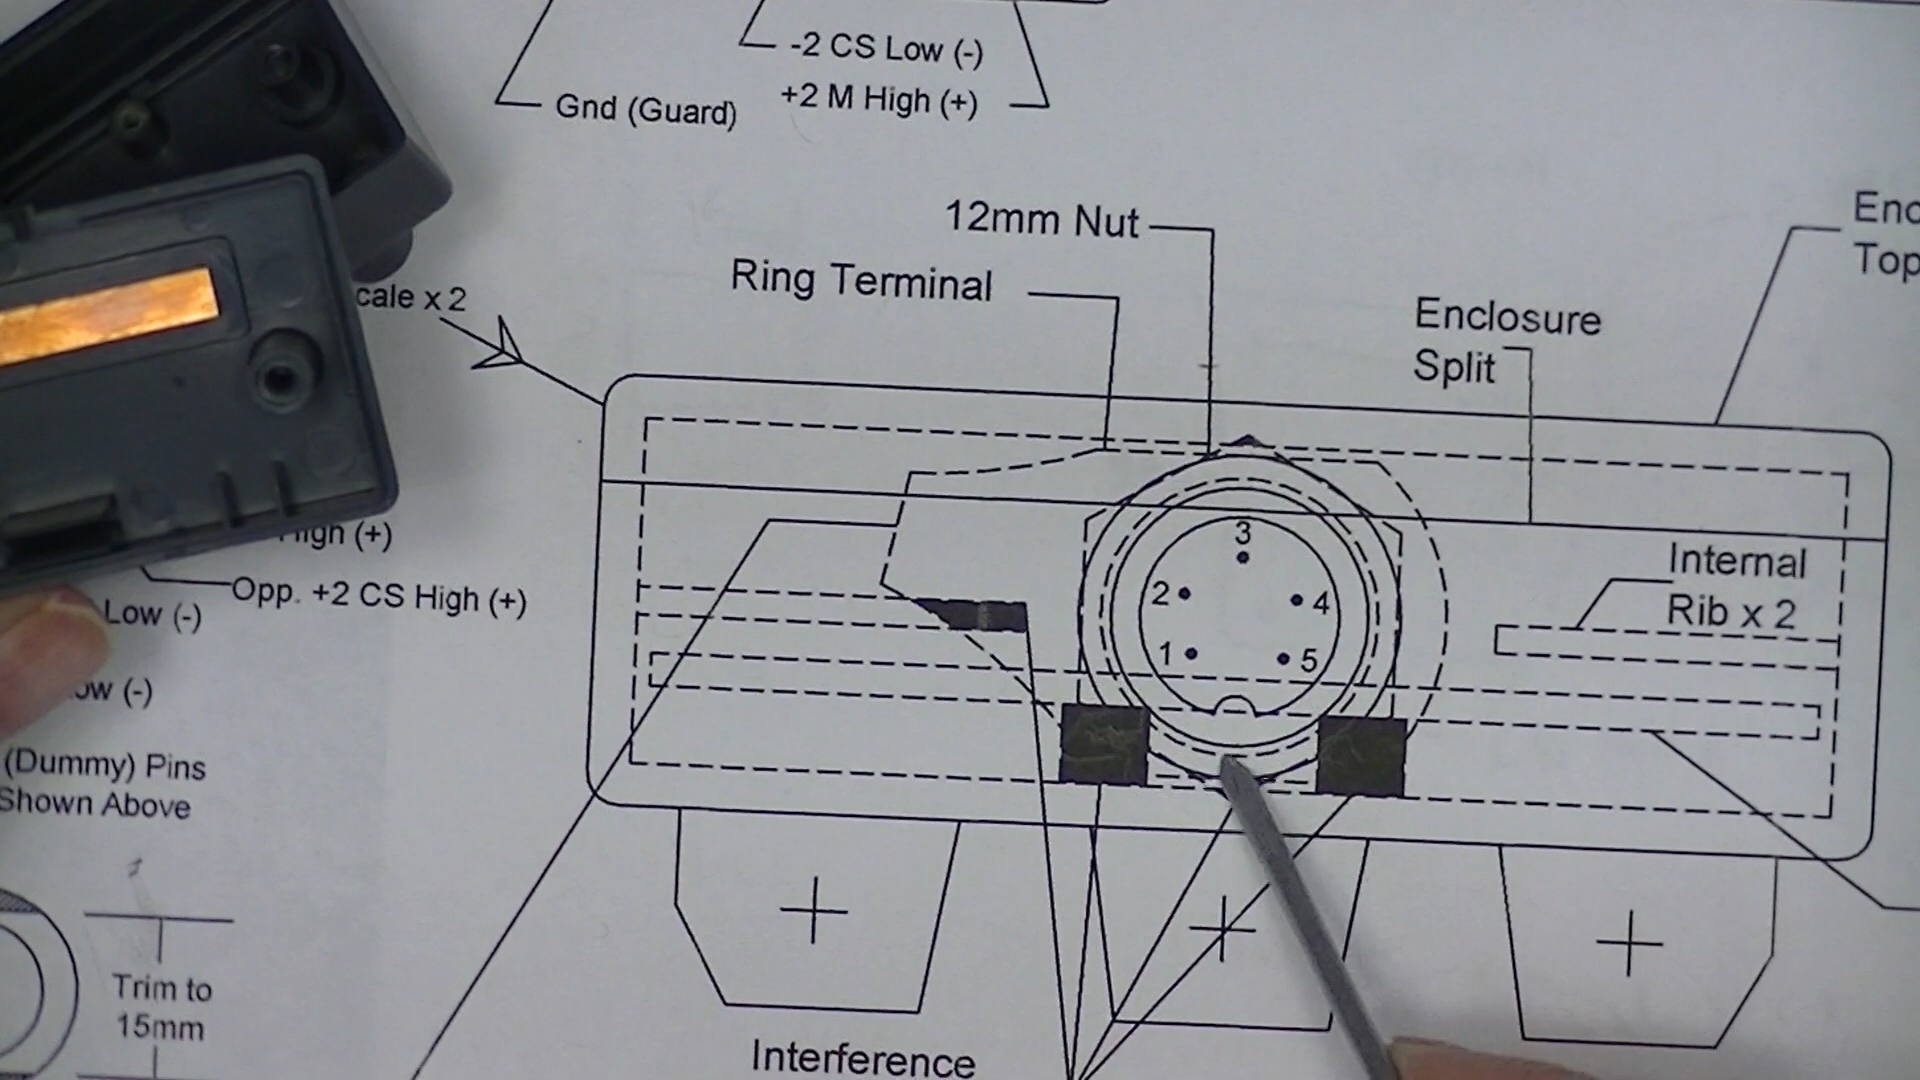 -2 CS Low (-)
+2 M High (+)
Gnd (Guard)
12mm Nut
Ring Terminal
cale x 2
Enclosure
Split
Top
High (+)
Opp. +2 CS High (+)
Low (-)
ow (-)
Internal
Rib x 2
3
2
4
1
5
(Dummy) Pins
Shown Above
Trim to
15mm
Interference